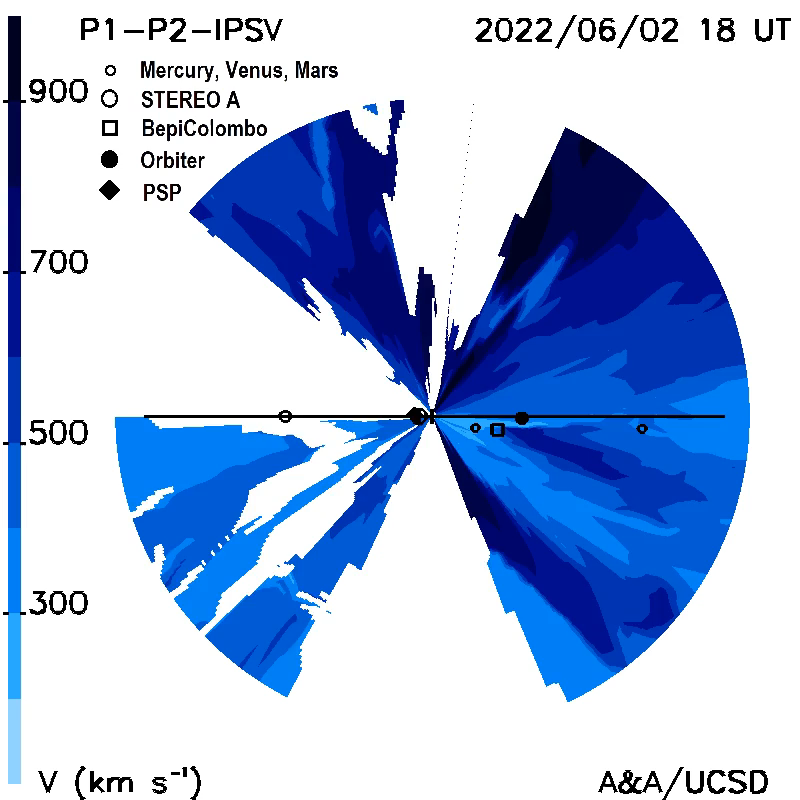 P1-P2-IPSV 2022/06/02 18 UT
Mercury, Venus, Mars
STEREO A
BepiColombo
Orbiter
PSP
900
700
500
300
V (km s⁻¹) A&A/UCSD